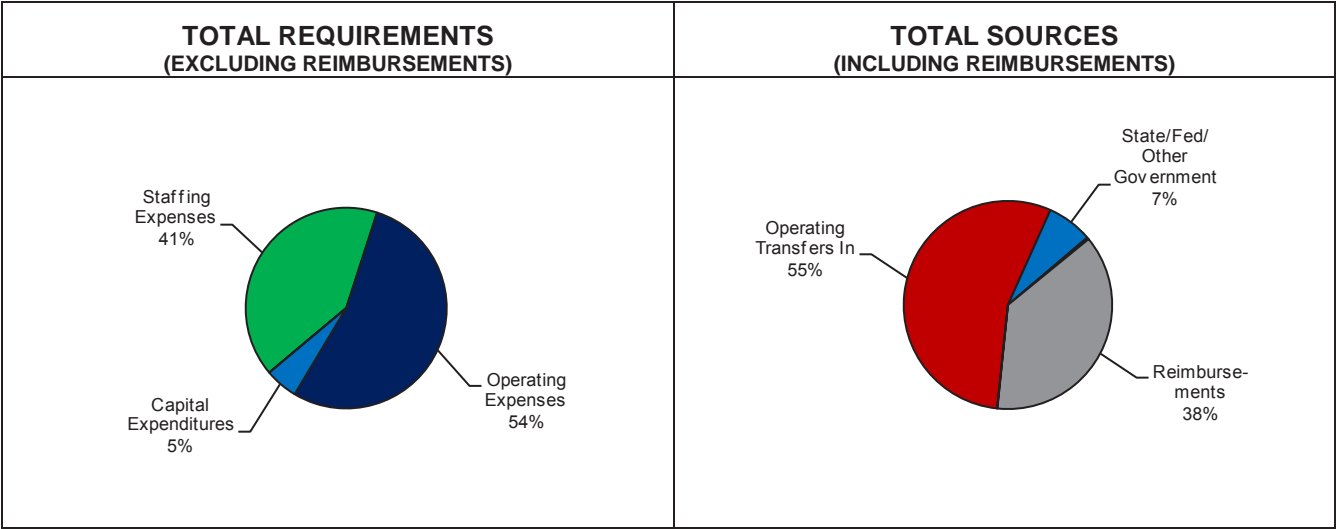 TOTAL REQUIREMENTS
(EXCLUDING REIMBURSEMENTS)
Staffing
Expenses
41%
Capital
Expenditures
5%
Operating
Expenses
54%
TOTAL SOURCES
(INCLUDING REIMBURSEMENTS)
State/Fed/
Other
Government
7%
Operating
Transfers In
55%
Reimburse-
ments
38%